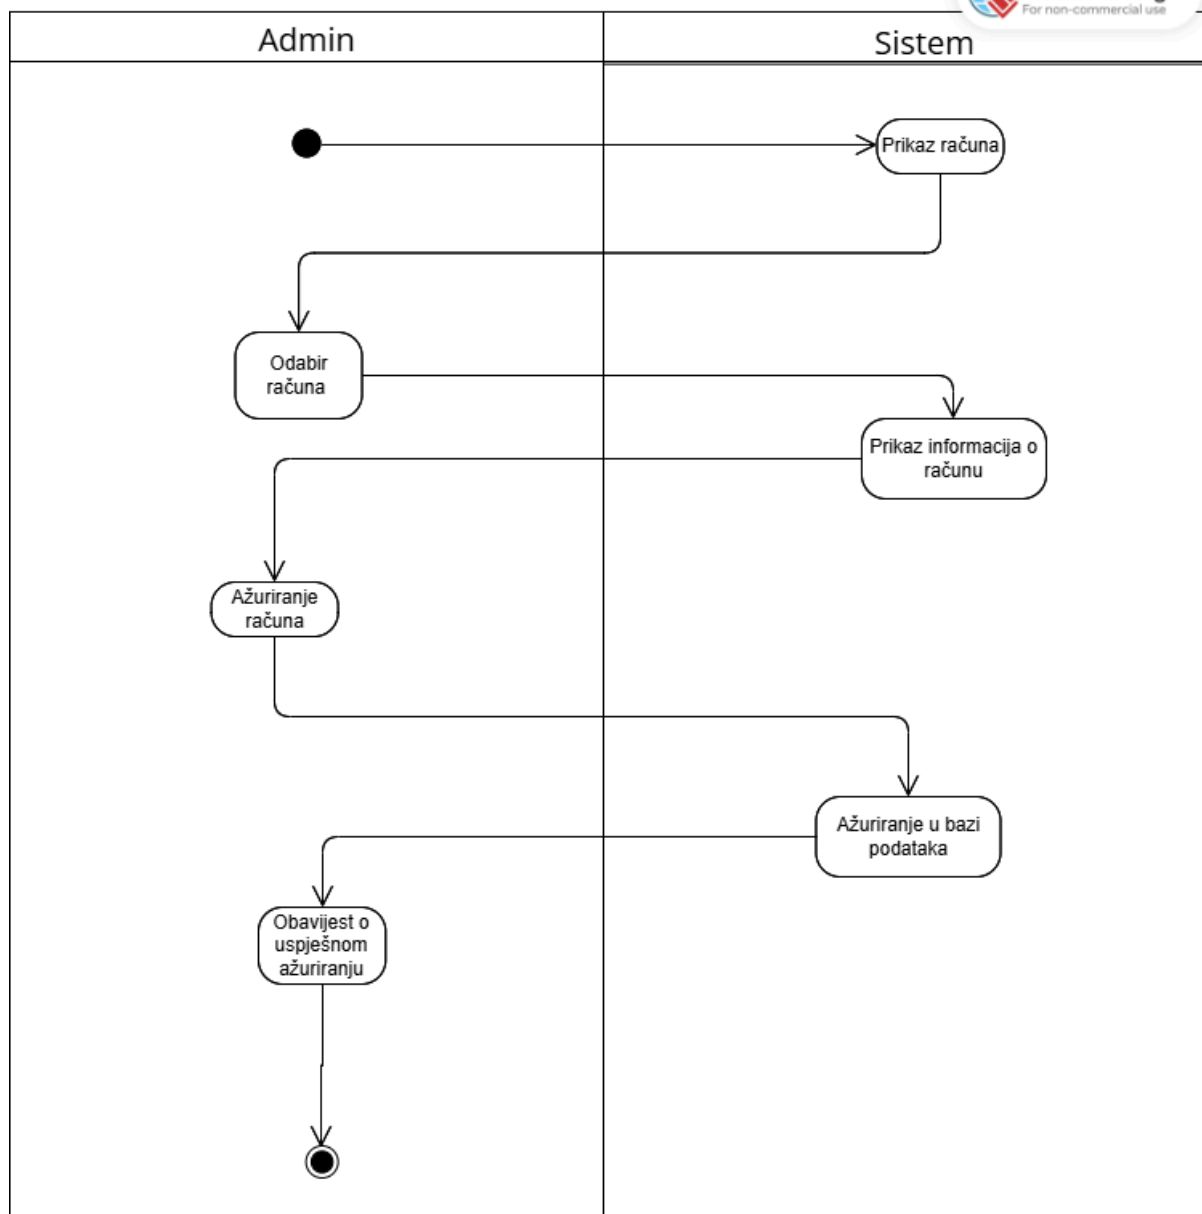 For non-commercial use
Admin
Sistem
Prikaz računa
Odabir
računa
Prikaz informacija o
računu
Ažuriranje
računa
Ažuriranje u bazi
podataka
Obavijest o
uspješnom
ažuriranju